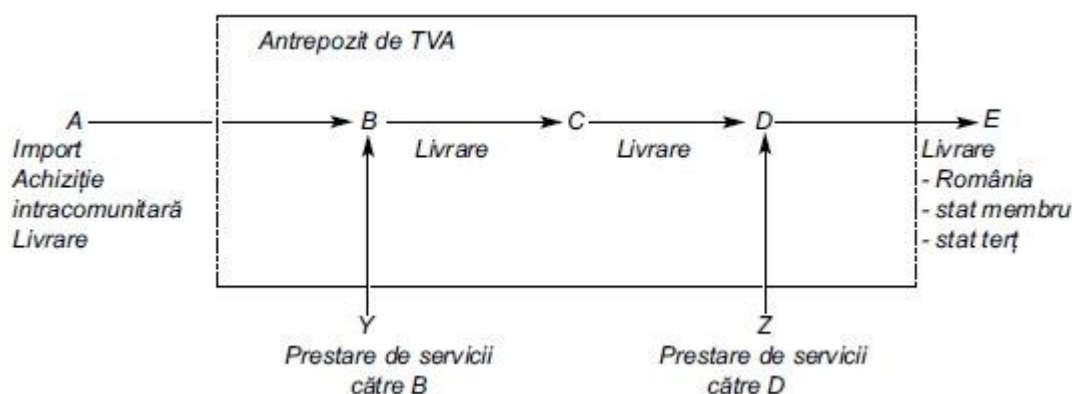 Antrepozit de TVA
A
B
C
D
E
Import
Achiziție
intracomunitară
Livrare
Livrare
Livrare
Livrare
- România
- stat membru
- stat terț
Y
Prestare de servicii
către B
Z
Prestare de servicii
către D